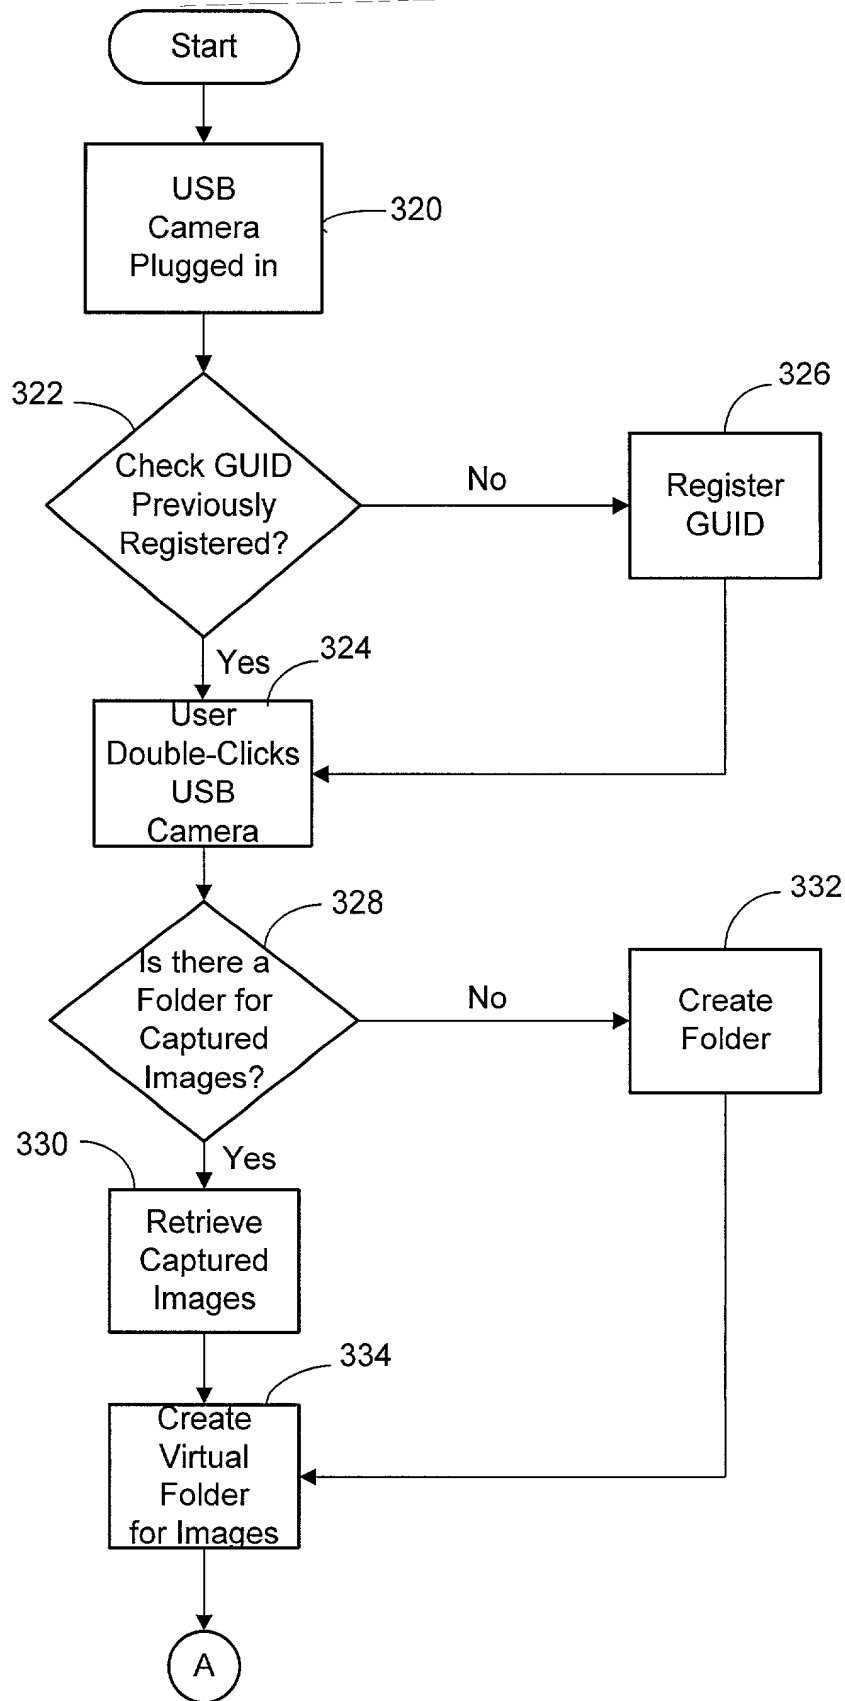 Start
USB
Camera
Plugged in
320
322
Check GUID
Previously
Registered?
No
326
Register
GUID
Yes
324
User
Double-Clicks
USB
Camera
328
Is there a
Folder for
Captured
Images?
No
332
Create
Folder
330
Yes
Retrieve
Captured
Images
334
Create
Virtual
Folder
for Images
A